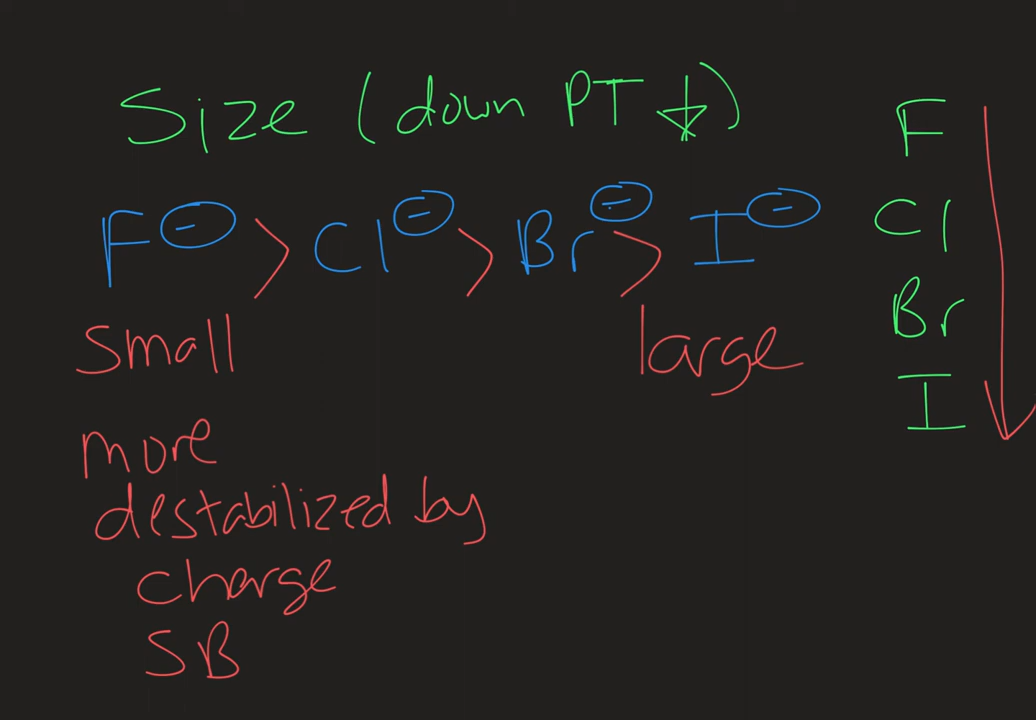 Size (down PT ↓)
F⊖ > Cl⊖ > Br⊖ > I⊖
small large
more
destabilized by
charge
SB
F
Cl
Br
I